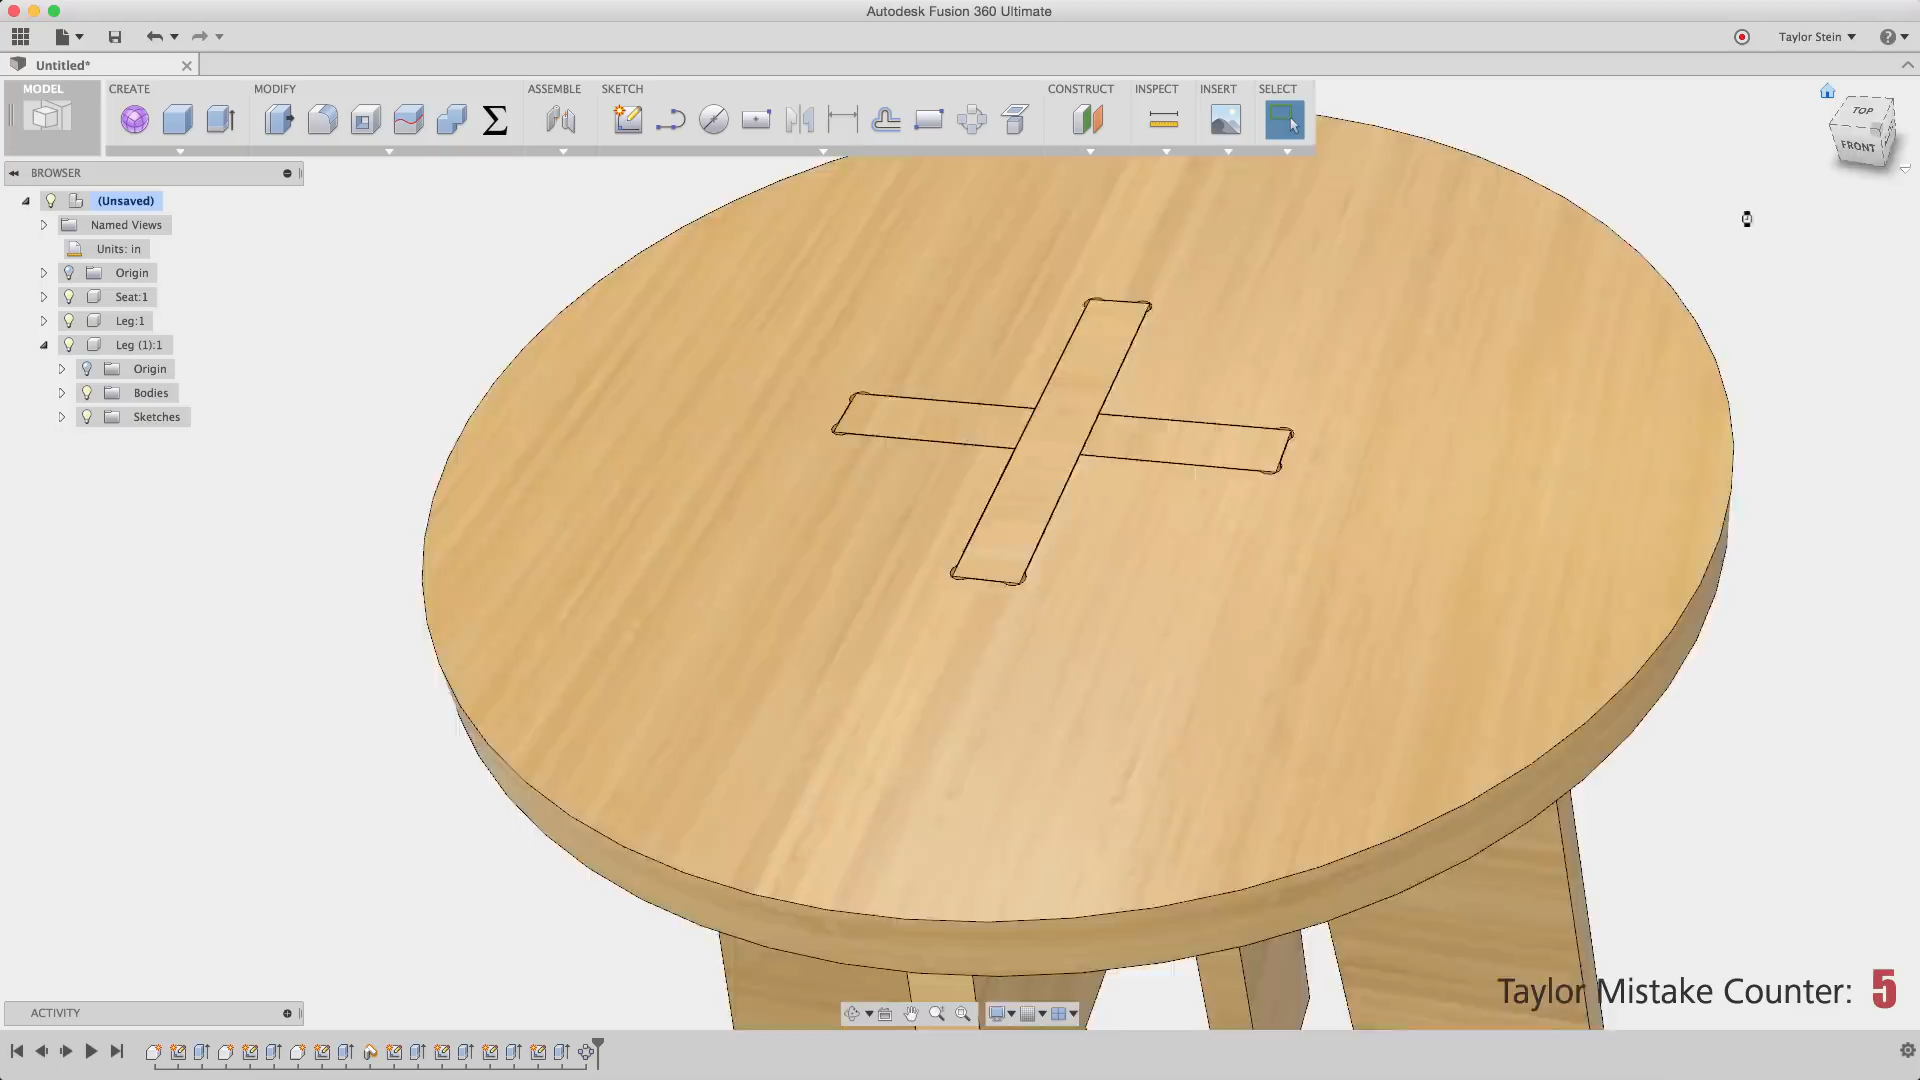 Autodesk Fusion 360 Ultimate
Taylor Stein
Untitled*
MODEL
CREATE
MODIFY
ASSEMBLE
SKETCH
CONSTRUCT
INSPECT
INSERT
SELECT
TOP
FRONT
BROWSER
(Unsaved)
Named Views
Units: in
Origin
Seat:1
Leg:1
Leg (1):1
Origin
Bodies
Sketches
Taylor Mistake Counter: 5
ACTIVITY